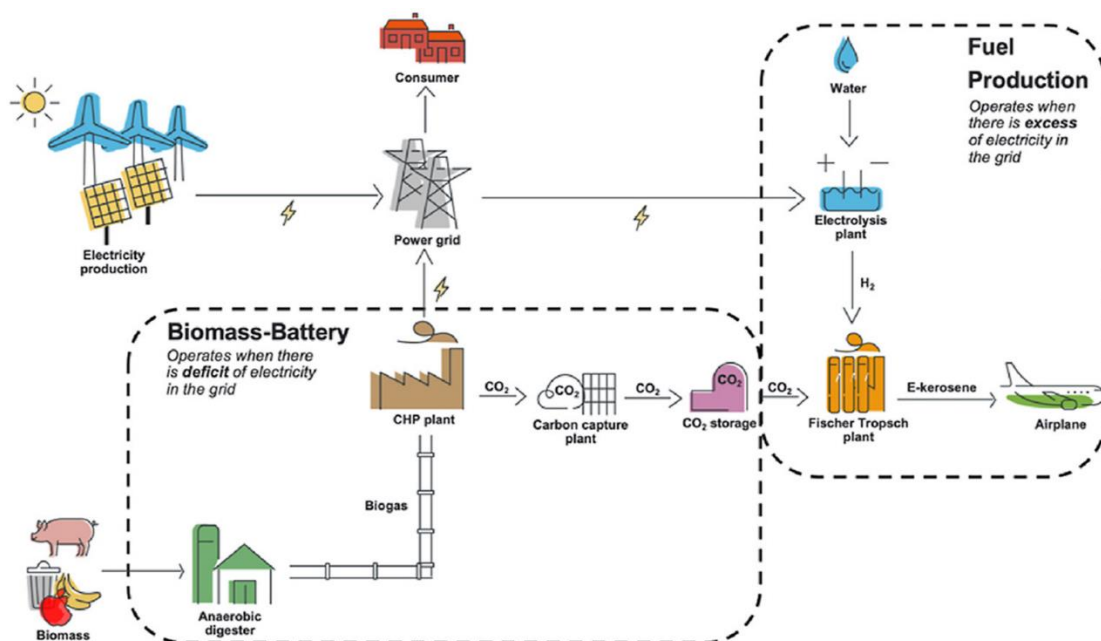 Consumer
Fuel
Production
Operates when
there is excess
of electricity in
the grid
Water
+ −
Electrolysis
plant
Power grid
Electricity
production
H₂
Biomass-Battery
Operates when there
is deficit of electricity
in the grid
CHP plant
CO₂
CO₂
Carbon capture
plant
CO₂
CO₂
CO₂ storage
CO₂
Fischer Tropsch
plant
E-kerosene
Airplane
Biogas
Anaerobic
digester
Biomass